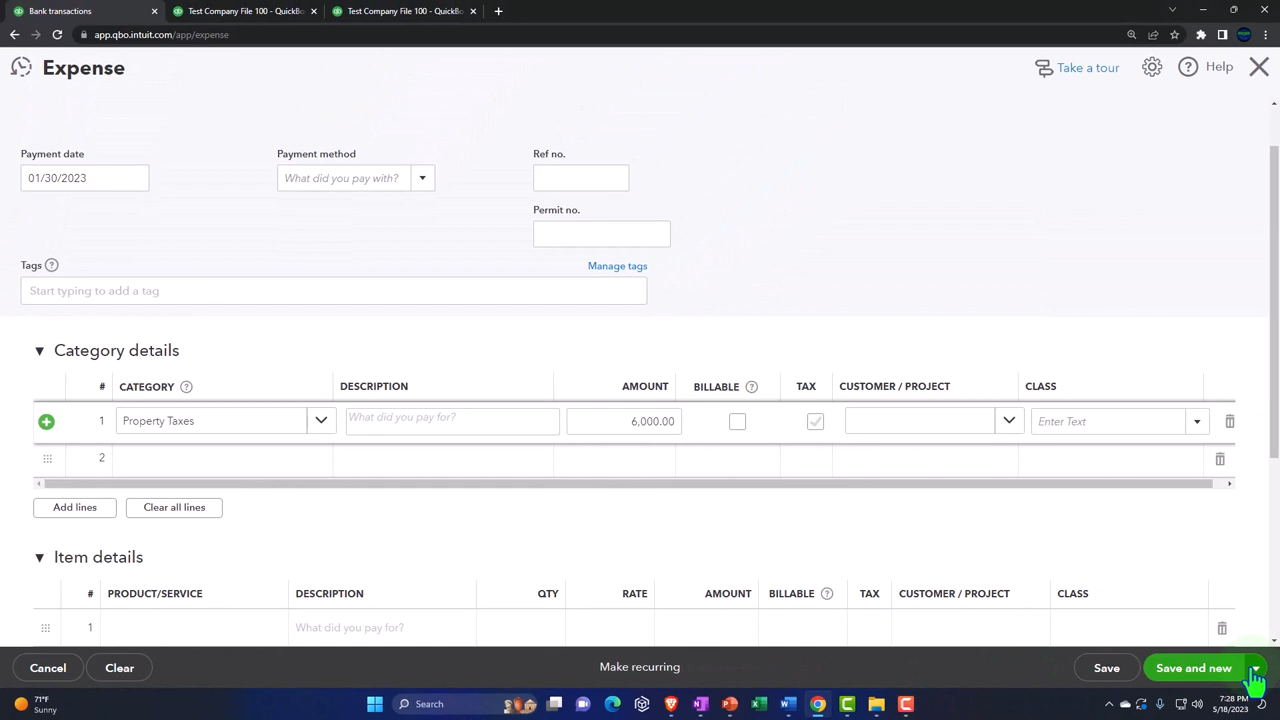 Bank transactions
Test Company File 100 - QuickBo
Test Company File 100 - QuickBo
app.qbo.intuit.com/app/expense
Expense
Take a tour
Help
Payment date
Payment method
Ref no.
01/30/2023
What did you pay with?
Permit no.
Tags
Manage tags
Start typing to add a tag
Category details
# CATEGORY DESCRIPTION AMOUNT BILLABLE TAX CUSTOMER / PROJECT CLASS
1 Property Taxes What did you pay for? 6,000.00 Enter Text
2
Add lines
Clear all lines
Item details
# PRODUCT/SERVICE DESCRIPTION QTY RATE AMOUNT BILLABLE TAX CUSTOMER / PROJECT CLASS
1 What did you pay for?
Cancel
Clear
Make recurring
Save
Save and new
71°F
Sunny
Search
7:28 PM
5/18/2023